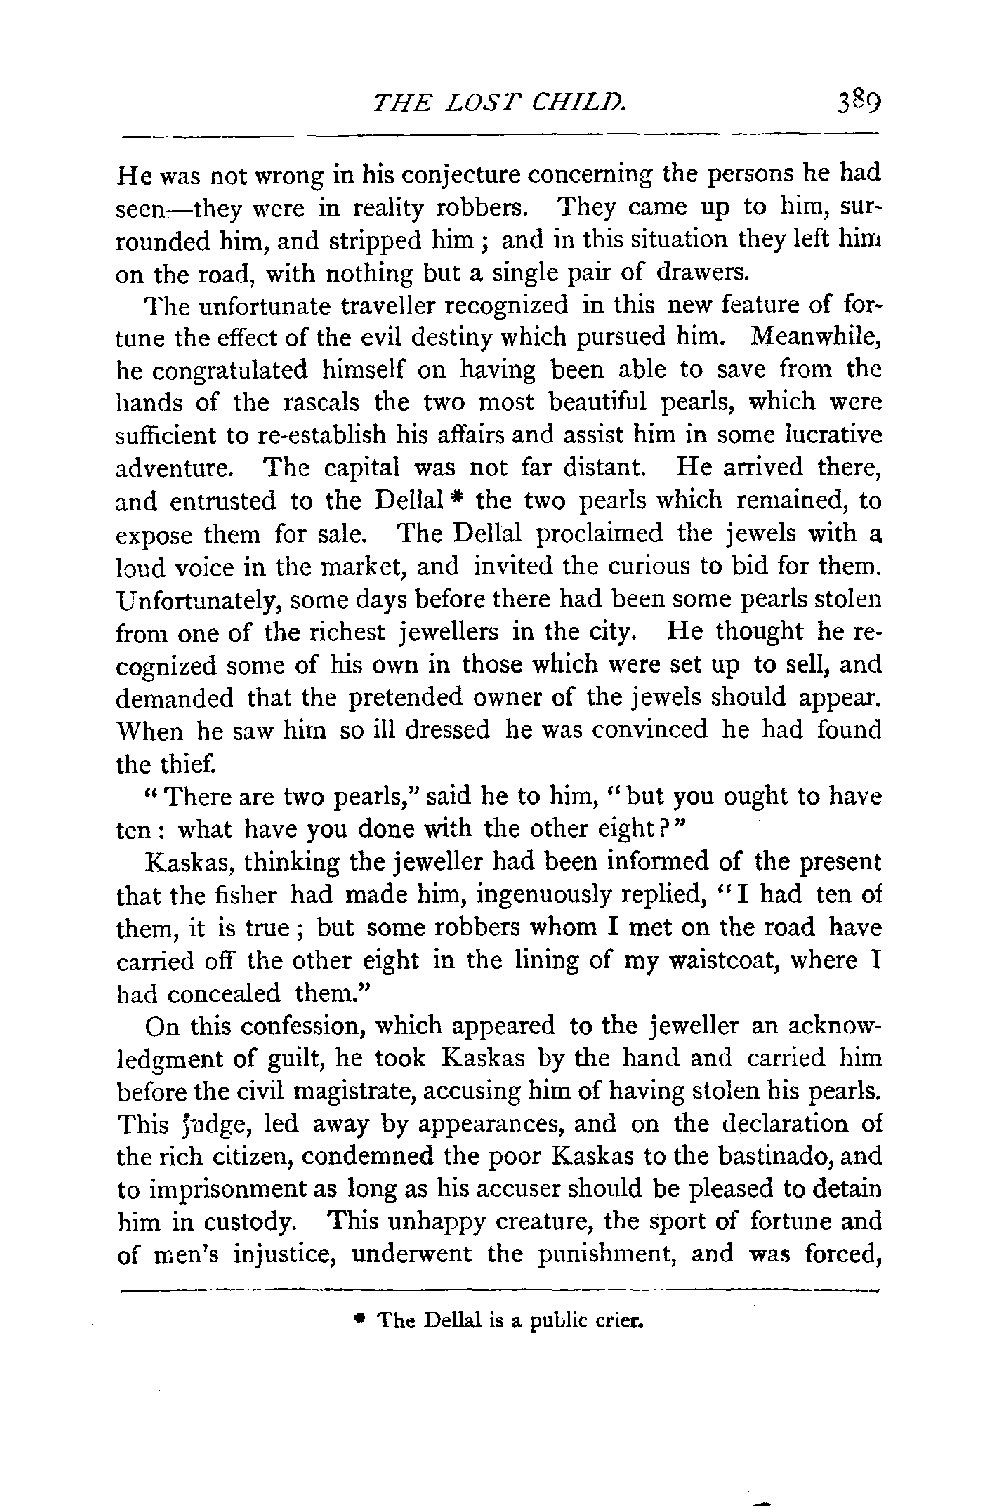 THE LOST CHILD. 389
He was not wrong in his conjecture concerning the persons he had
seen—they were in reality robbers. They came up to him, sur-
rounded him, and stripped him ; and in this situation they left him
on the road, with nothing but a single pair of drawers.
The unfortunate traveller recognized in this new feature of for-
tune the effect of the evil destiny which pursued him. Meanwhile,
he congratulated himself on having been able to save from the
hands of the rascals the two most beautiful pearls, which were
sufficient to re-establish his affairs and assist him in some lucrative
adventure. The capital was not far distant. He arrived there,
and entrusted to the Dellal * the two pearls which remained, to
expose them for sale. The Dellal proclaimed the jewels with a
loud voice in the market, and invited the curious to bid for them.
Unfortunately, some days before there had been some pearls stolen
from one of the richest jewellers in the city. He thought he re-
cognized some of his own in those which were set up to sell, and
demanded that the pretended owner of the jewels should appear.
When he saw him so ill dressed he was convinced he had found
the thief.
“ There are two pearls,” said he to him, “ but you ought to have
ten : what have you done with the other eight ? ”
Kaskas, thinking the jeweller had been informed of the present
that the fisher had made him, ingenuously replied, “ I had ten of
them, it is true ; but some robbers whom I met on the road have
carried off the other eight in the lining of my waistcoat, where I
had concealed them.”
On this confession, which appeared to the jeweller an acknow-
ledgment of guilt, he took Kaskas by the hand and carried him
before the civil magistrate, accusing him of having stolen his pearls.
This judge, led away by appearances, and on the declaration of
the rich citizen, condemned the poor Kaskas to the bastinado, and
to imprisonment as long as his accuser should be pleased to detain
him in custody. This unhappy creature, the sport of fortune and
of men’s injustice, underwent the punishment, and was forced,
* The Dellal is a public crier.